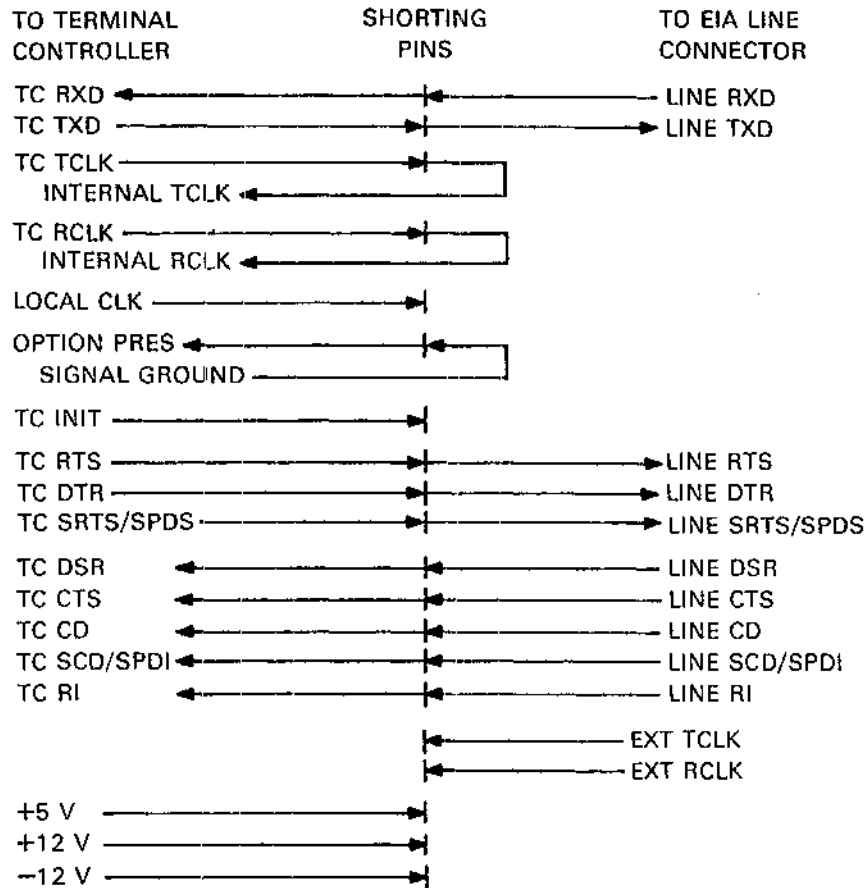 TO TERMINAL CONTROLLER
SHORTING PINS
TO EIA LINE CONNECTOR
TC RXD LINE RXD
TC TXD LINE TXD
TC TCLK
INTERNAL TCLK
TC RCLK
INTERNAL RCLK
LOCAL CLK
OPTION PRES
SIGNAL GROUND
TC INIT
TC RTS LINE RTS
TC DTR LINE DTR
TC SRTS/SPDS LINE SRTS/SPDS
TC DSR LINE DSR
TC CTS LINE CTS
TC CD LINE CD
TC SCD/SPDI LINE SCD/SPDI
TC RI LINE RI
EXT TCLK
EXT RCLK
+5 V
+12 V
−12 V